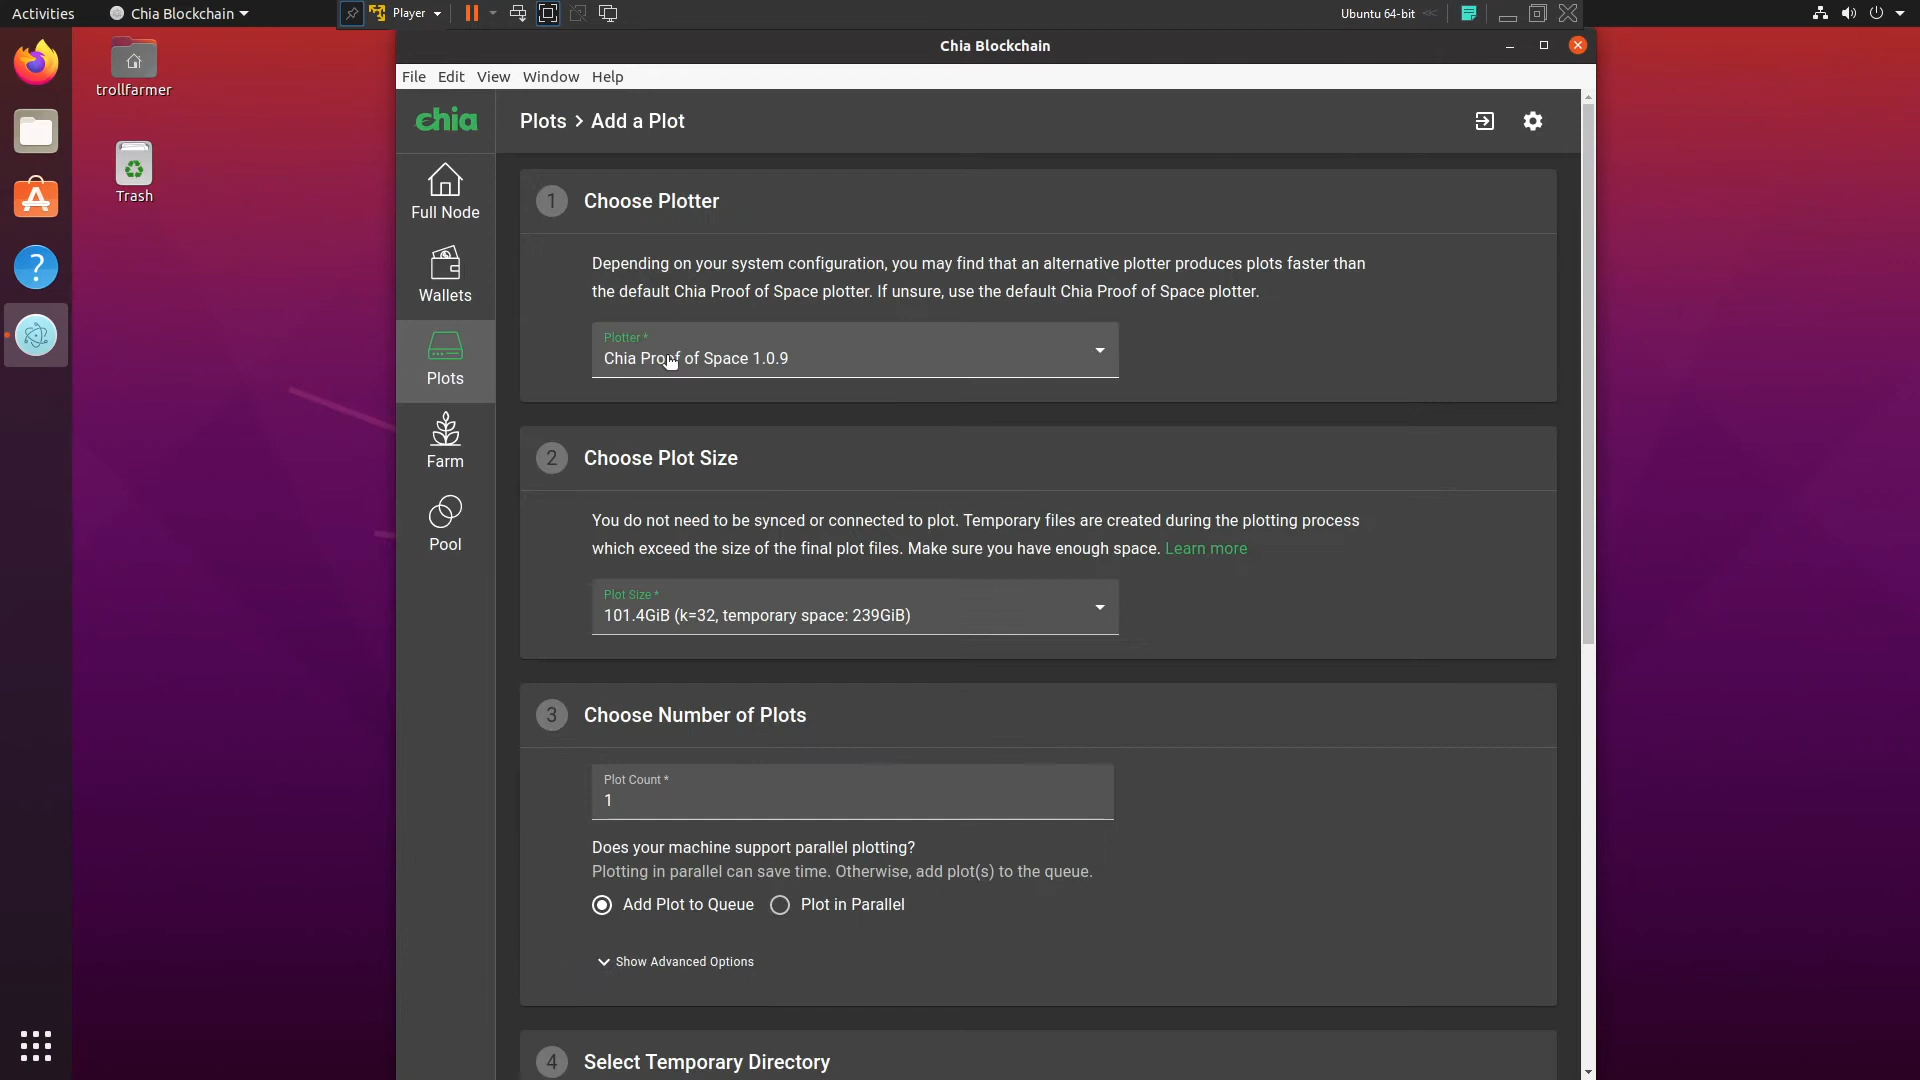 Activities
Chia Blockchain
Player
Ubuntu 64-bit
trollfarmer
Trash
Chia Blockchain
File Edit View Window Help
chia
Plots > Add a Plot
Full Node
Wallets
Plots
Farm
Pool
1 Choose Plotter
Depending on your system configuration, you may find that an alternative plotter produces plots faster than
the default Chia Proof of Space plotter. If unsure, use the default Chia Proof of Space plotter.
Plotter *
Chia Proof of Space 1.0.9
2 Choose Plot Size
You do not need to be synced or connected to plot. Temporary files are created during the plotting process
which exceed the size of the final plot files. Make sure you have enough space. Learn more
Plot Size *
101.4GiB (k=32, temporary space: 239GiB)
3 Choose Number of Plots
Plot Count *
1
Does your machine support parallel plotting?
Plotting in parallel can save time. Otherwise, add plot(s) to the queue.
Add Plot to Queue Plot in Parallel
Show Advanced Options
4 Select Temporary Directory